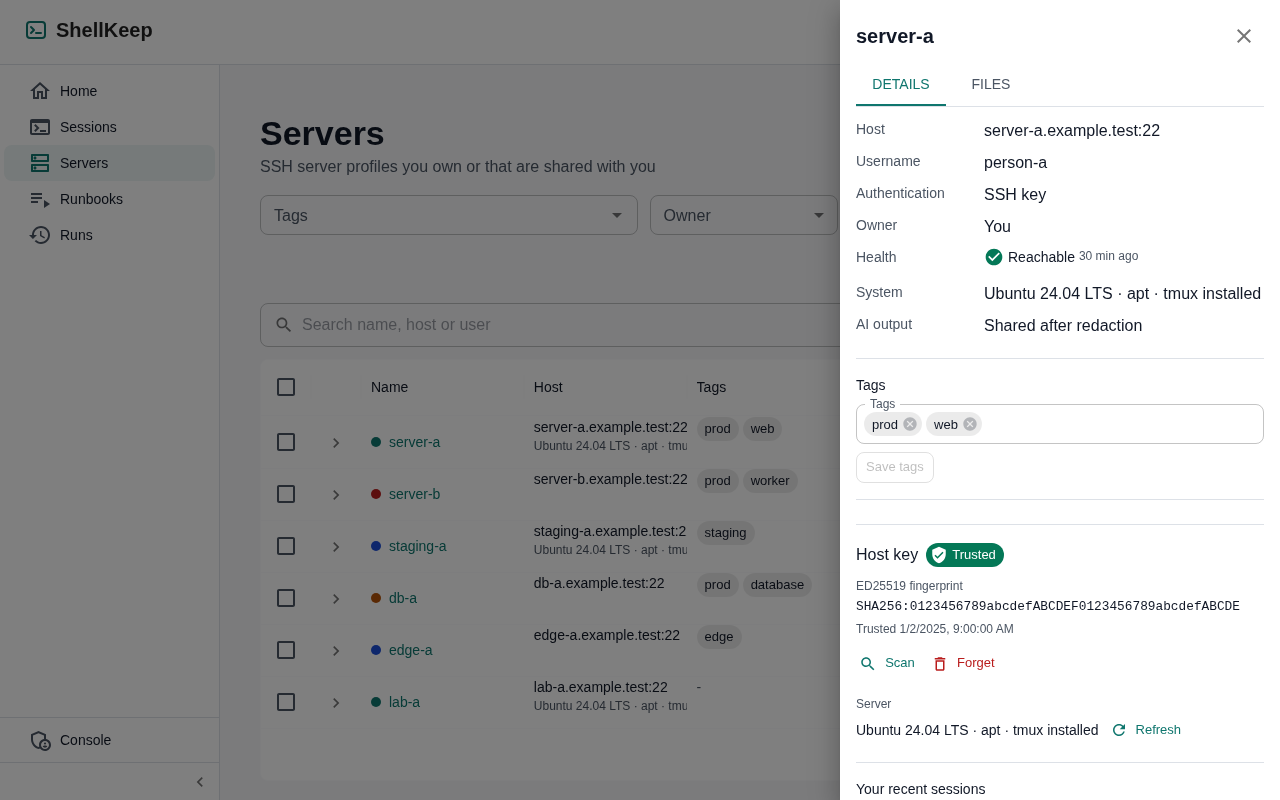 ShellKeep
Home
Sessions
Servers
Runbooks
Runs
Console
Servers
SSH server profiles you own or that are shared with you
Tags
Owner
Search name, host or user
Name Host Tags
server-a server-a.example.test:22 prod web
Ubuntu 24.04 LTS · apt · tmu
server-b server-b.example.test:22 prod worker
staging-a staging-a.example.test:2 staging
Ubuntu 24.04 LTS · apt · tmu
db-a db-a.example.test:22 prod database
edge-a edge-a.example.test:22 edge
lab-a lab-a.example.test:22 -
Ubuntu 24.04 LTS · apt · tmu
server-a
DETAILS FILES
Host server-a.example.test:22
Username person-a
Authentication SSH key
Owner You
Health Reachable 30 min ago
System Ubuntu 24.04 LTS · apt · tmux installed
AI output Shared after redaction
Tags
Tags
prod web
Save tags
Host key Trusted
ED25519 fingerprint
SHA256:0123456789abcdefABCDEF0123456789abcdefABCDE
Trusted 1/2/2025, 9:00:00 AM
Scan Forget
Server
Ubuntu 24.04 LTS · apt · tmux installed Refresh
Your recent sessions